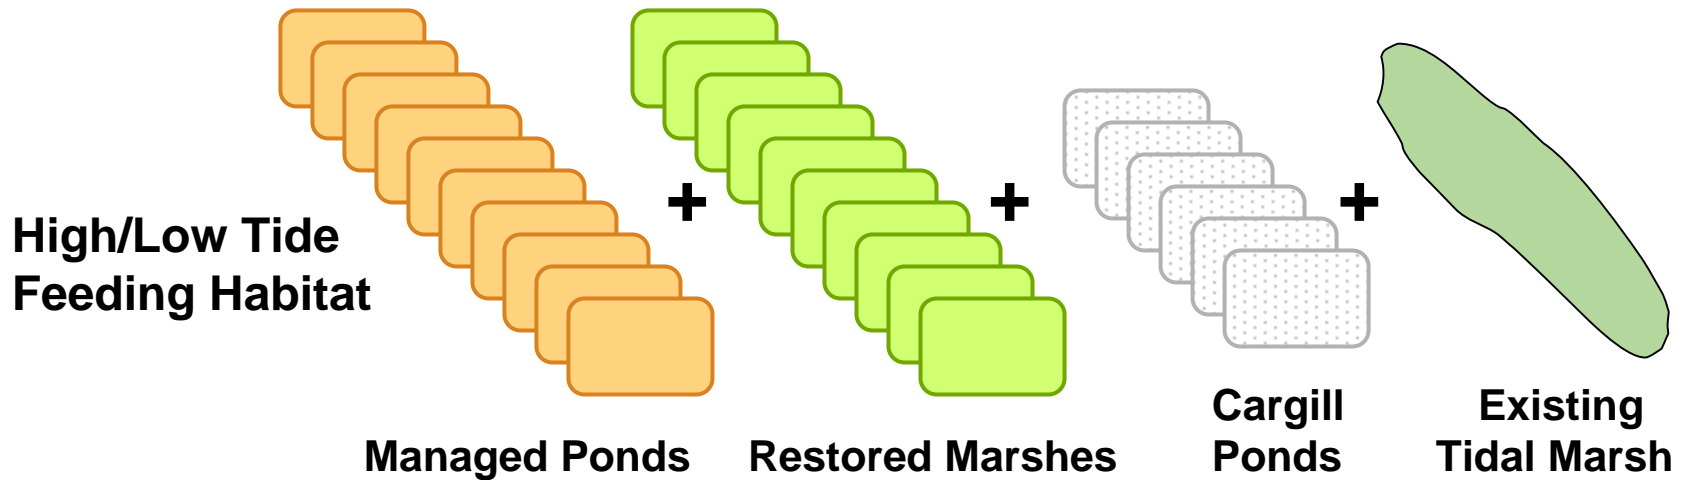 High/Low Tide
Feeding Habitat
+
+
+
Managed Ponds
Restored Marshes
Cargill
Ponds
Existing
Tidal Marsh